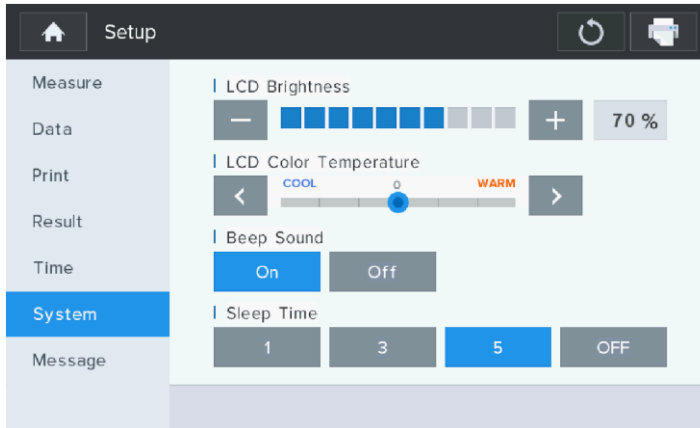 Setup
Measure
Data
Print
Result
Time
System
Message
LCD Brightness
− + 70 %
LCD Color Temperature
< COOL 0 WARM >
Beep Sound
On Off
Sleep Time
1 3 5 OFF